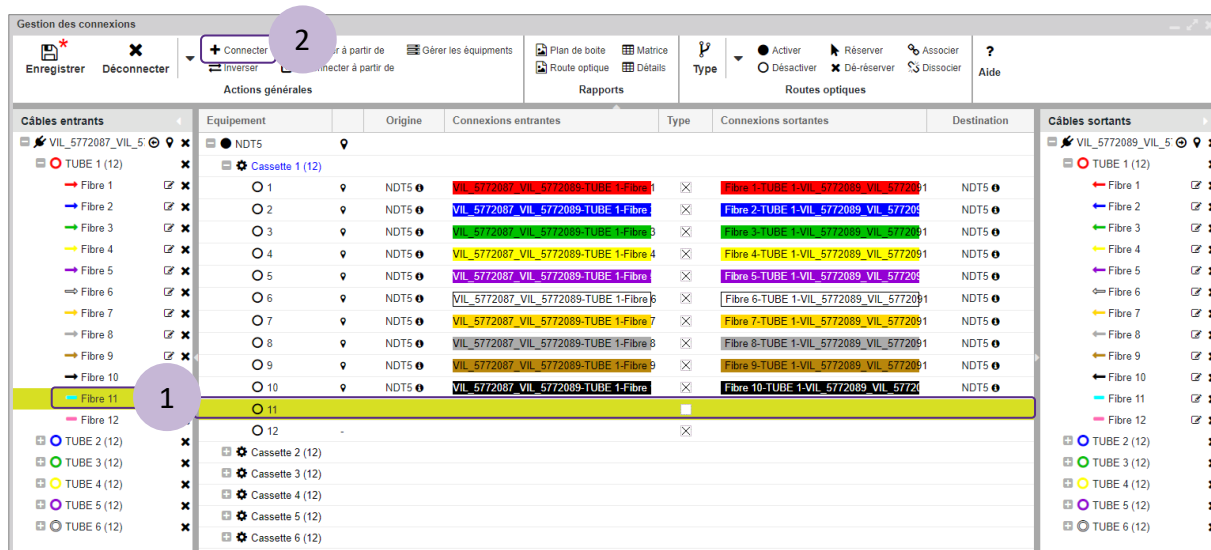 Gestion des connexions
Enregistrer
Déconnecter
Connecter
2
r à partir de
Gérer les équipements
Inverser
necter à partir de
Actions générales
Plan de boite
Matrice
Route optique
Détails
Rapports
Type
Activer
Réserver
Associer
Désactiver
Dè-réserver
Dissocier
Routes optiques
?
Aide
Câbles entrants
VIL_5772087_VIL_5
TUBE 1 (12)
Fibre 1
Fibre 2
Fibre 3
Fibre 4
Fibre 5
Fibre 6
Fibre 7
Fibre 8
Fibre 9
Fibre 10
Fibre 11
1
Fibre 12
TUBE 2 (12)
TUBE 3 (12)
TUBE 4 (12)
TUBE 5 (12)
TUBE 6 (12)
Equipement Origine Connexions entrantes Type Connexions sortantes Destination
NDT5
Cassette 1 (12)
1 NDT5 VIL_5772087_VIL_5772089-TUBE 1-Fibre 1 Fibre 1-TUBE 1-VIL_5772089_VIL_5772091 NDT5
2 NDT5 VIL_5772087_VIL_5772089-TUBE 1-Fibre Fibre 2-TUBE 1-VIL_5772089_VIL_577209 NDT5
3 NDT5 VIL_5772087_VIL_5772089-TUBE 1-Fibre 3 Fibre 3-TUBE 1-VIL_5772089_VIL_5772091 NDT5
4 NDT5 VIL_5772087_VIL_5772089-TUBE 1-Fibre 4 Fibre 4-TUBE 1-VIL_5772089_VIL_5772091 NDT5
5 NDT5 VIL_5772087_VIL_5772089-TUBE 1-Fibre Fibre 5-TUBE 1-VIL_5772089_VIL_577209 NDT5
6 NDT5 VIL_5772087_VIL_5772089-TUBE 1-Fibre 6 Fibre 6-TUBE 1-VIL_5772089_VIL_5772091 NDT5
7 NDT5 VIL_5772087_VIL_5772089-TUBE 1-Fibre 7 Fibre 7-TUBE 1-VIL_5772089_VIL_5772091 NDT5
8 NDT5 VIL_5772087_VIL_5772089-TUBE 1-Fibre 8 Fibre 8-TUBE 1-VIL_5772089_VIL_5772091 NDT5
9 NDT5 VIL_5772087_VIL_5772089-TUBE 1-Fibre 9 Fibre 9-TUBE 1-VIL_5772089_VIL_5772091 NDT5
10 NDT5 VIL_5772087_VIL_5772089-TUBE 1-Fibre Fibre 10-TUBE 1-VIL_5772089_VIL_57720 NDT5
11
12 -
Cassette 2 (12)
Cassette 3 (12)
Cassette 4 (12)
Cassette 5 (12)
Cassette 6 (12)
Câbles sortants
VIL_5772089_VIL_5
TUBE 1 (12)
Fibre 1
Fibre 2
Fibre 3
Fibre 4
Fibre 5
Fibre 6
Fibre 7
Fibre 8
Fibre 9
Fibre 10
Fibre 11
Fibre 12
TUBE 2 (12)
TUBE 3 (12)
TUBE 4 (12)
TUBE 5 (12)
TUBE 6 (12)